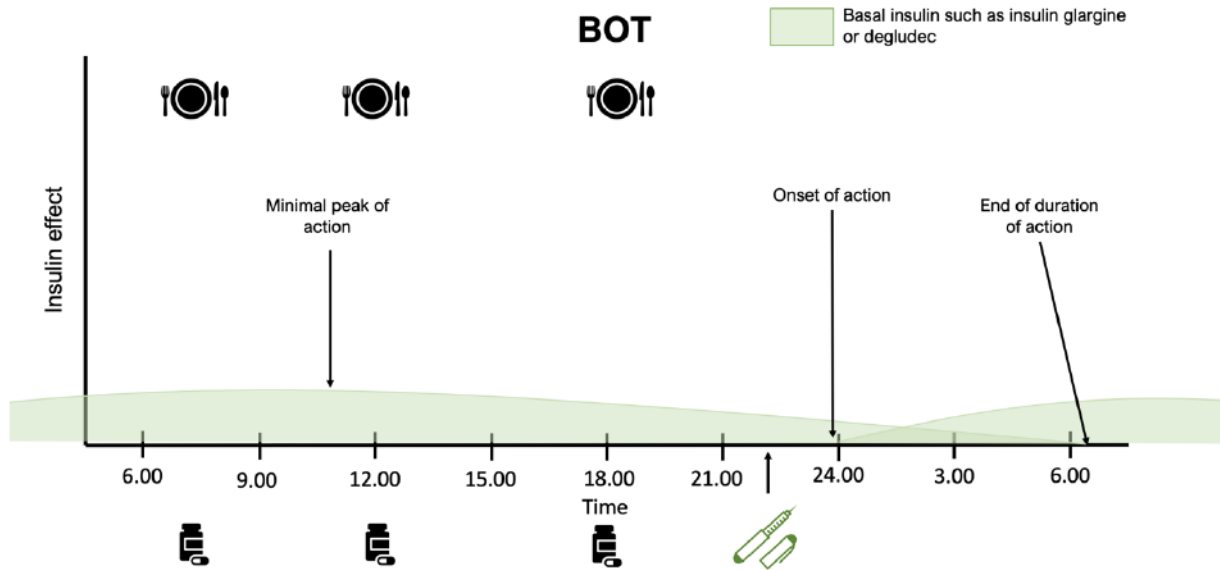 BOT
Basal insulin such as insulin glargine
or degludec
Insulin effect
Minimal peak of
action
Onset of action
End of duration
of action
6.00
9.00
12.00
15.00
18.00
21.00
24.00
3.00
6.00
Time